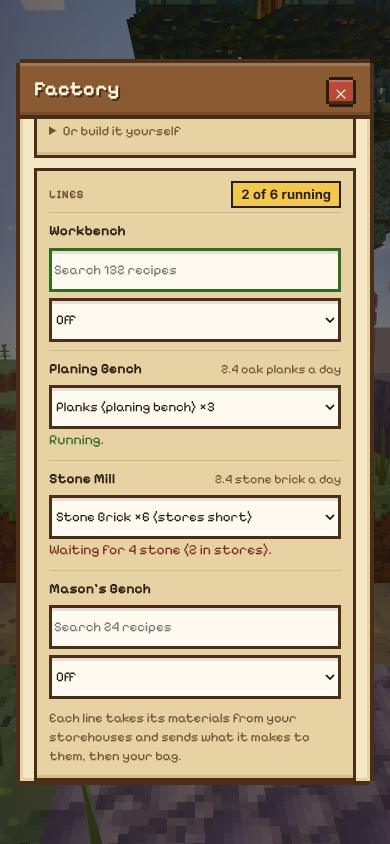 Factory
▶ Or build it yourself
LINES
2 of 6 running
Workbench
Search 133 recipes
Off
Planing Bench
2.4 oak planks a day
Planks (planing bench) ×3
Running.
Stone Mill
2.4 stone brick a day
Stone Brick ×6 (stores short)
Waiting for 4 stone (2 in stores).
Mason's Bench
Search 24 recipes
Off
Each line takes its materials from your
storehouses and sends what it makes to
them, then your bag.